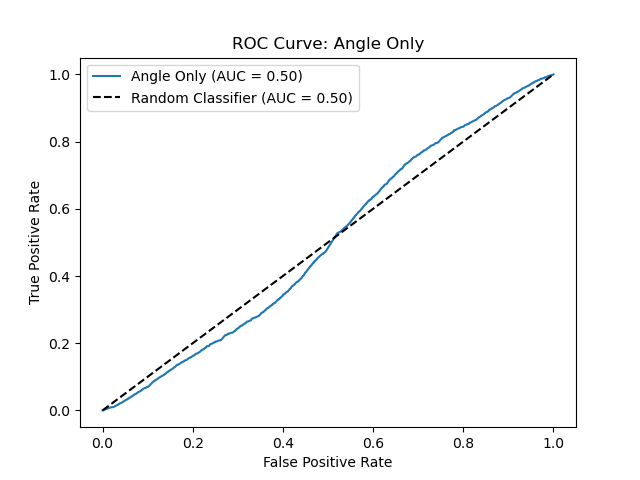 ROC Curve: Angle Only
Angle Only (AUC = 0.50)
Random Classifier (AUC = 0.50)
True Positive Rate
1.0
0.8
0.6
0.4
0.2
0.0
0.0 0.2 0.4 0.6 0.8 1.0
False Positive Rate